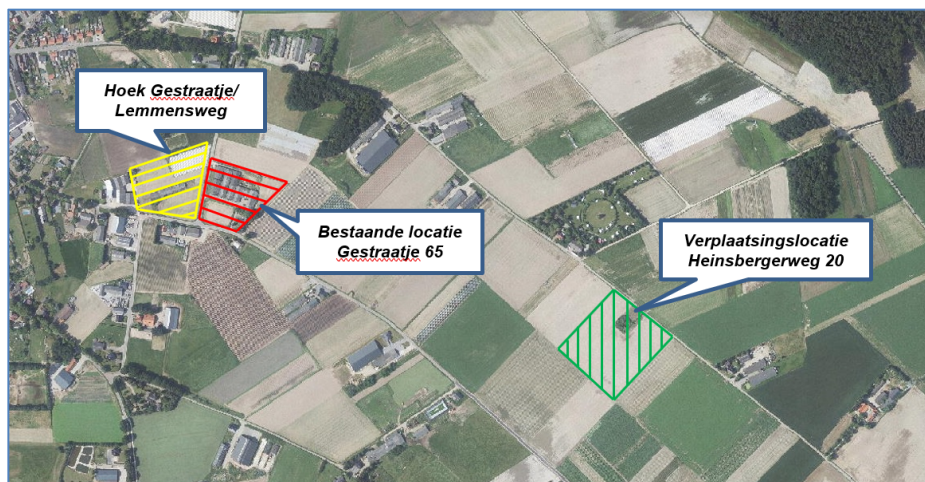 Hoek Gestraatje/
Lemmensweg
Bestaande locatie
Gestraatje 65
Verplaatsingslocatie
Heinsbergerweg 20